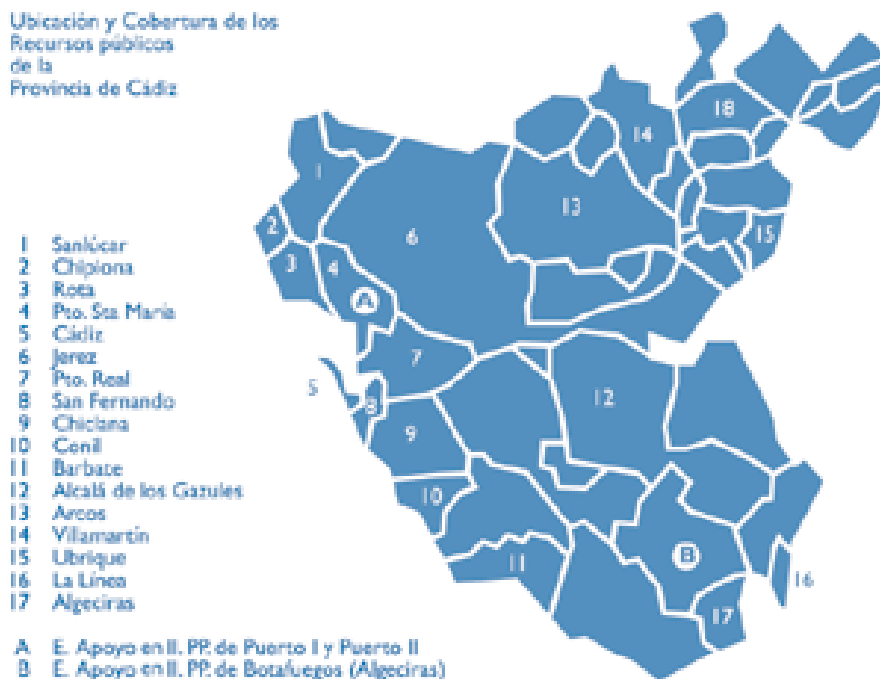 Ubicación y Cobertura de los
Recursos públicos
de la
Provincia de Cádiz
1 Sanlúcar
2 Chipiona
3 Rota
4 Pto. Sta María
5 Cádiz
6 Jerez
7 Pto. Real
8 San Fernando
9 Chiclana
10 Conil
11 Barbate
12 Alcalá de los Gazules
13 Arcos
14 Villamartín
15 Ubrique
16 La Línea
17 Algeciras
A E. Apoyo en II. PP. de Puerto I y Puerto II
B E. Apoyo en II. PP. de Botafuegos (Algeciras)
18
14
1
13
2
6
15
3
4
A
7
5
8
12
9
10
11
B
16
17